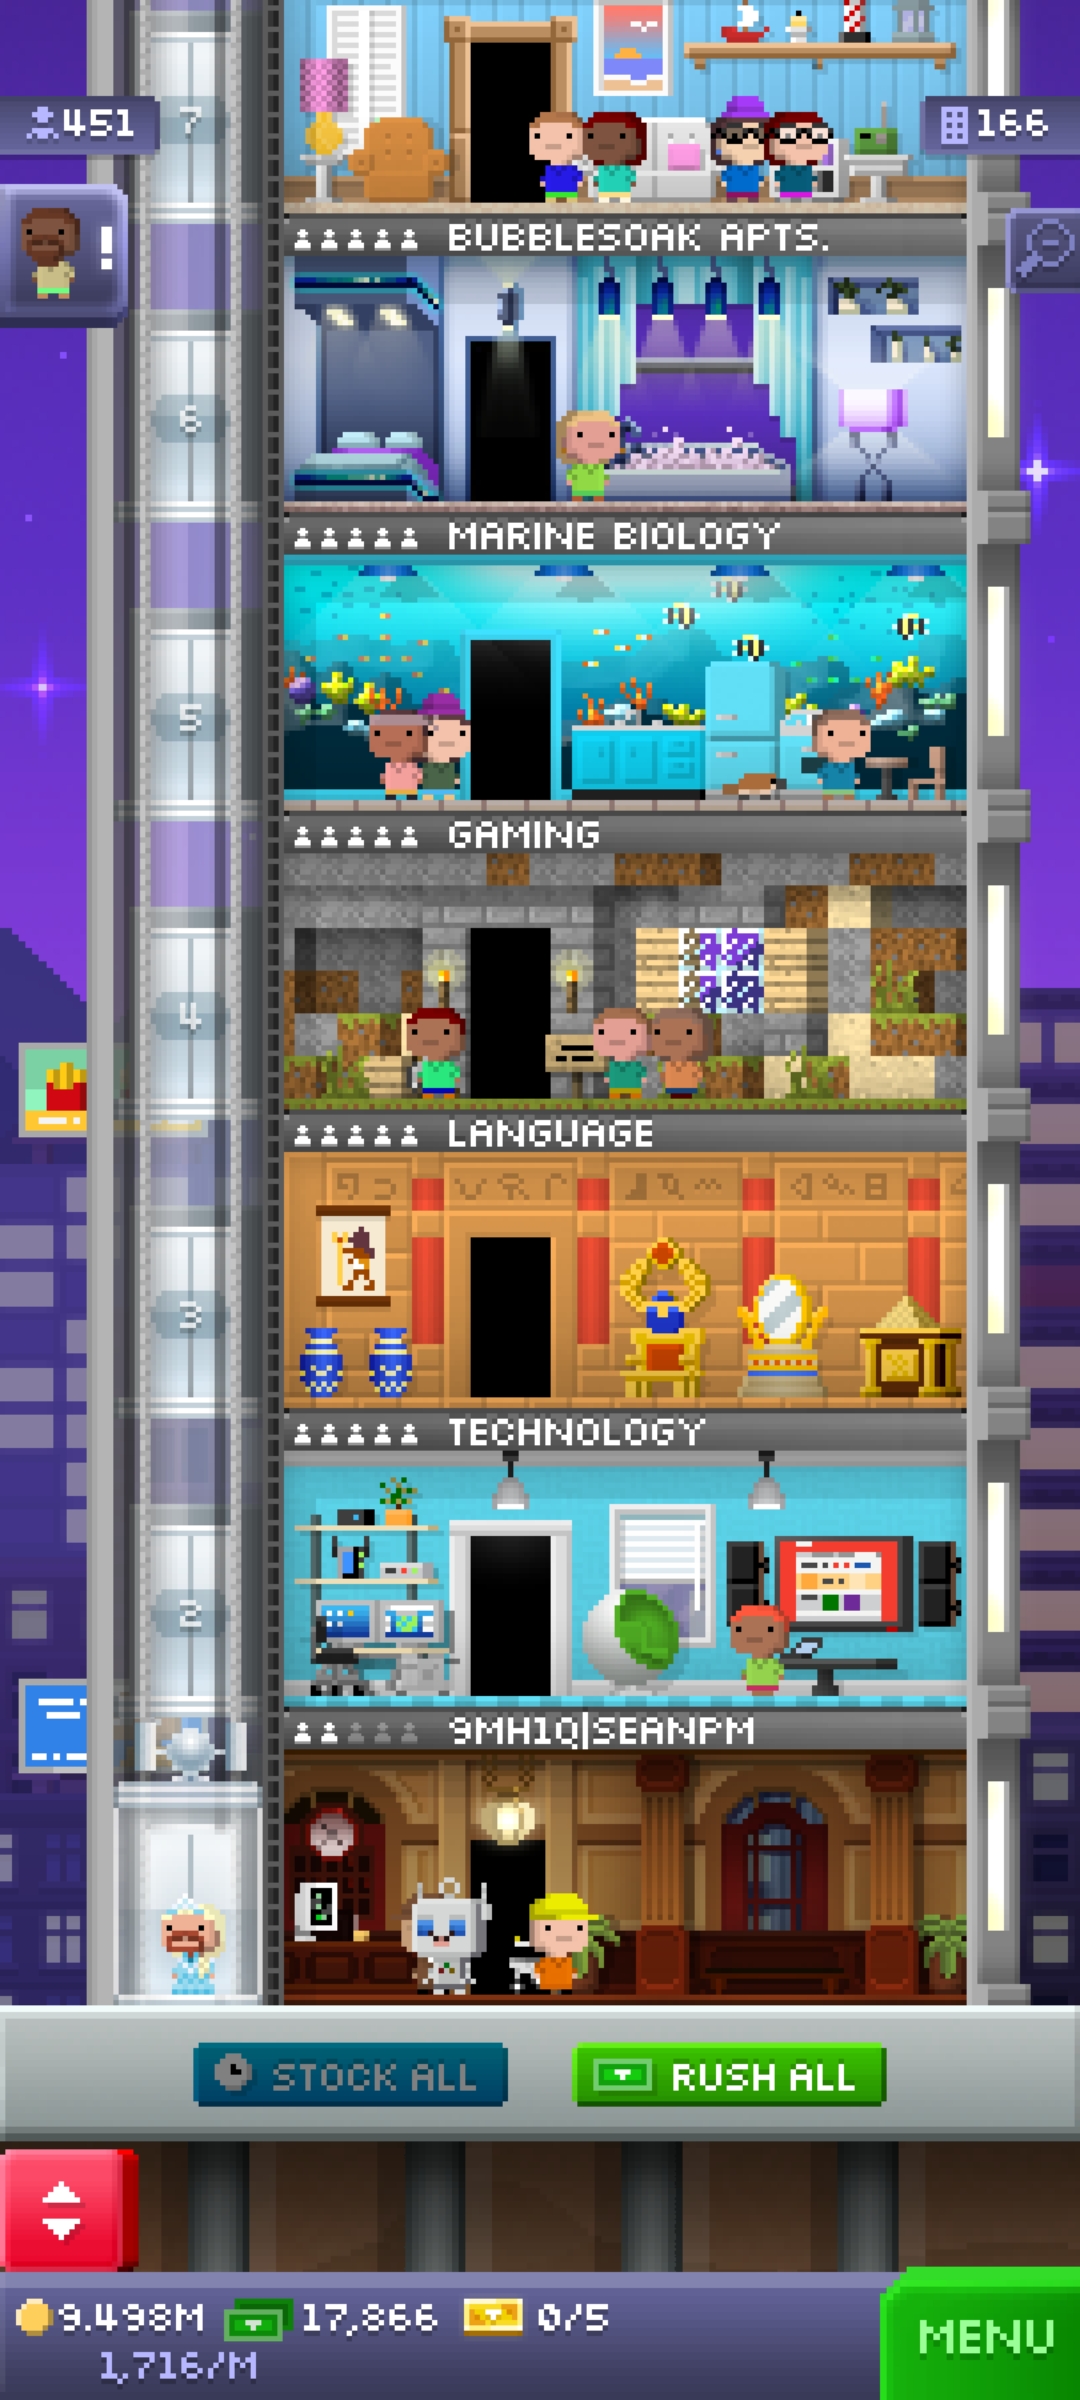 451
166
7
!
BUBBLESOAK APTS.
6
MARINE BIOLOGY
5
GAMING
4
LANGUAGE
3
TECHNOLOGY
2
9MH1Q|SEANPM
STOCK ALL
RUSH ALL
9.498M
17,866
0/5
1,716/M
MENU